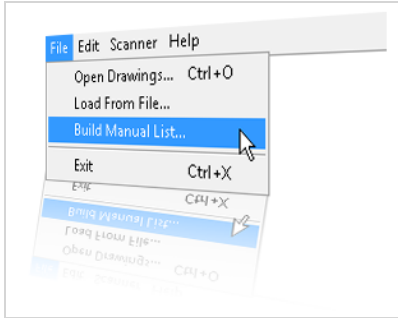 File Edit Scanner Help
Open Drawings... Ctrl+O
Load From File...
Build Manual List...
Exit Ctrl+X